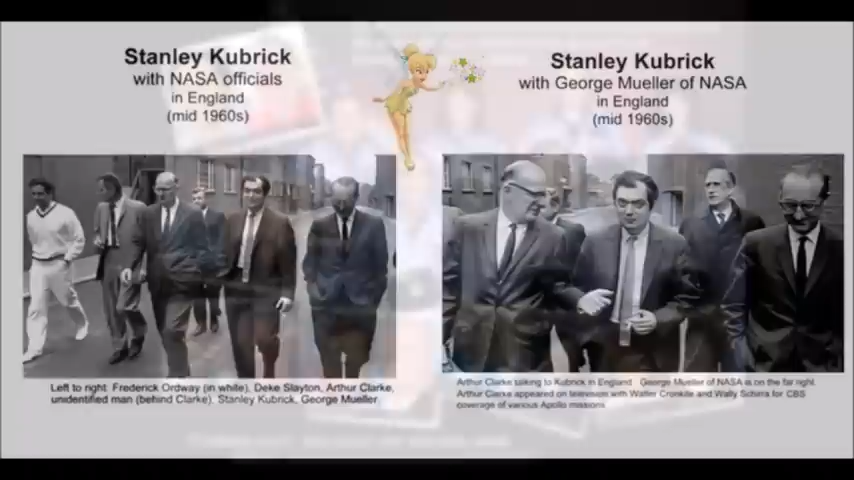 Stanley Kubrick
with NASA officials
in England
(mid 1960s)
Left to right: Frederick Ordway (in white), Deke Slayton, Arthur Clarke,
unidentified man (behind Clarke), Stanley Kubrick, George Mueller.
Stanley Kubrick
with George Mueller of NASA
in England
(mid 1960s)
Arthur Clarke talking to Kubrick in England. George Mueller of NASA is on the far right.
Arthur Clarke appeared on television with Walter Cronkite and Wally Schirra for CBS
coverage of various Apollo missions